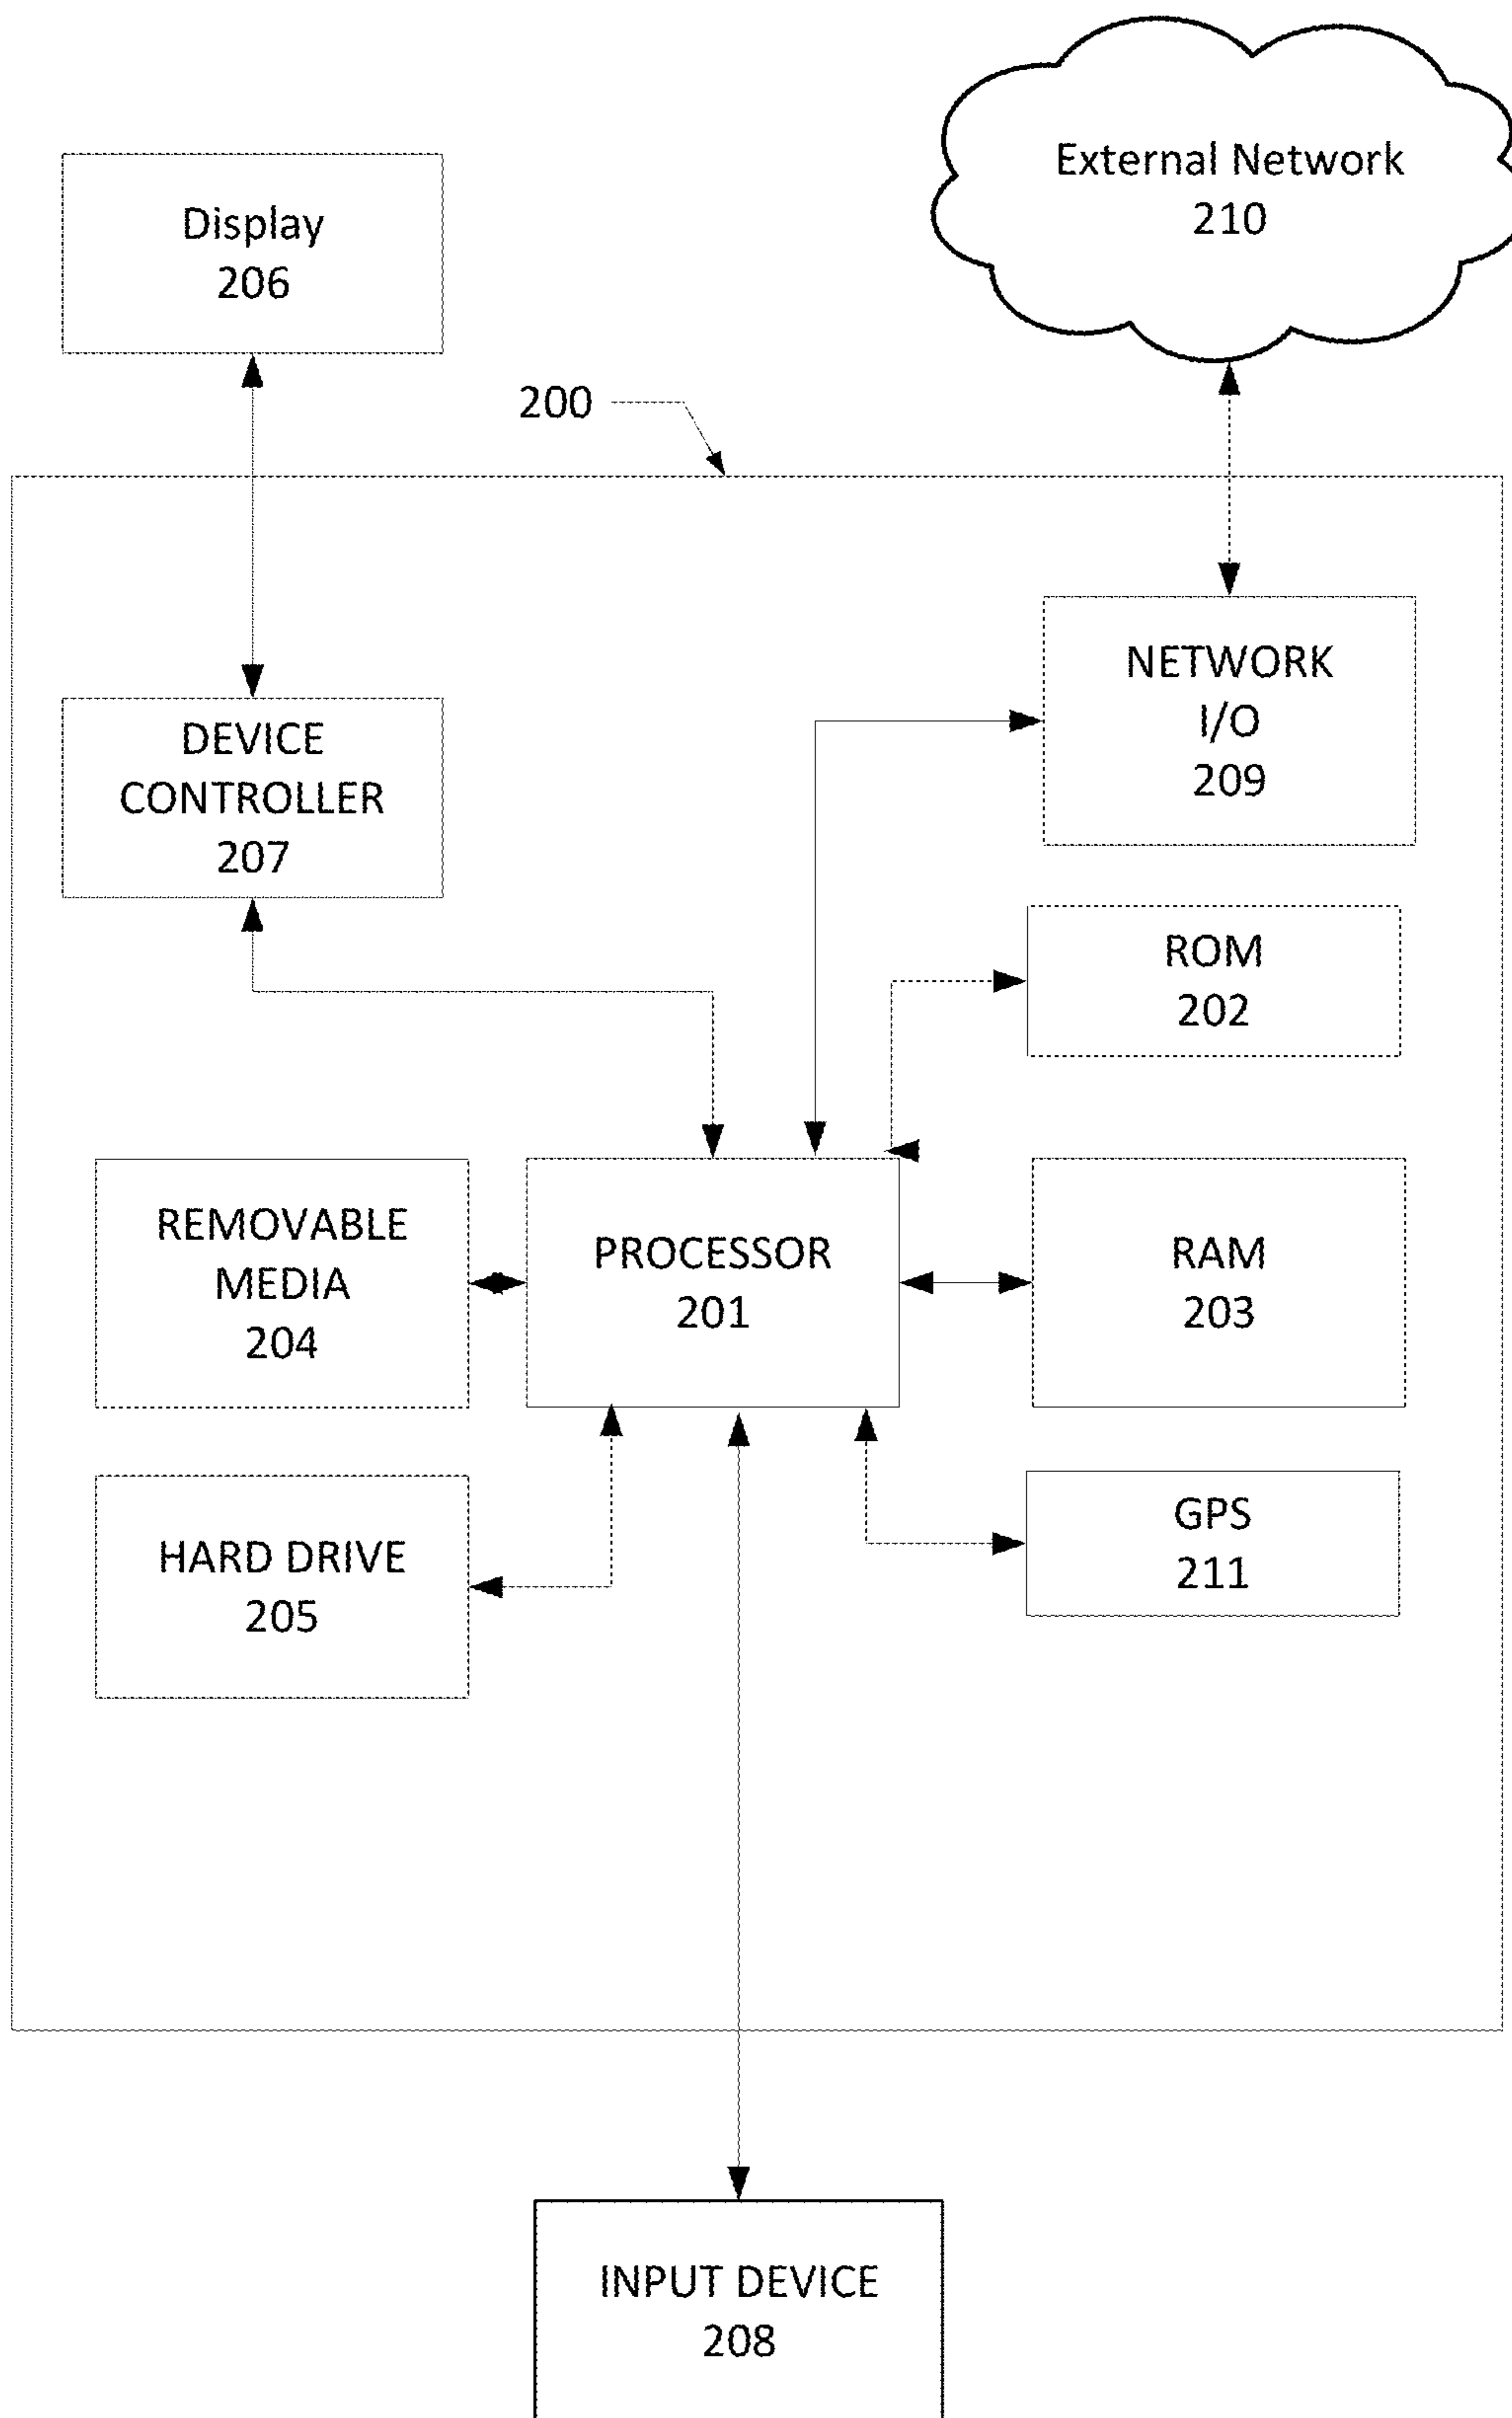 External Network
210
Display
206
200
NETWORK
I/O
209
DEVICE
CONTROLLER
207
ROM
202
REMOVABLE
MEDIA
204
PROCESSOR
201
RAM
203
HARD DRIVE
205
GPS
211
INPUT DEVICE
208